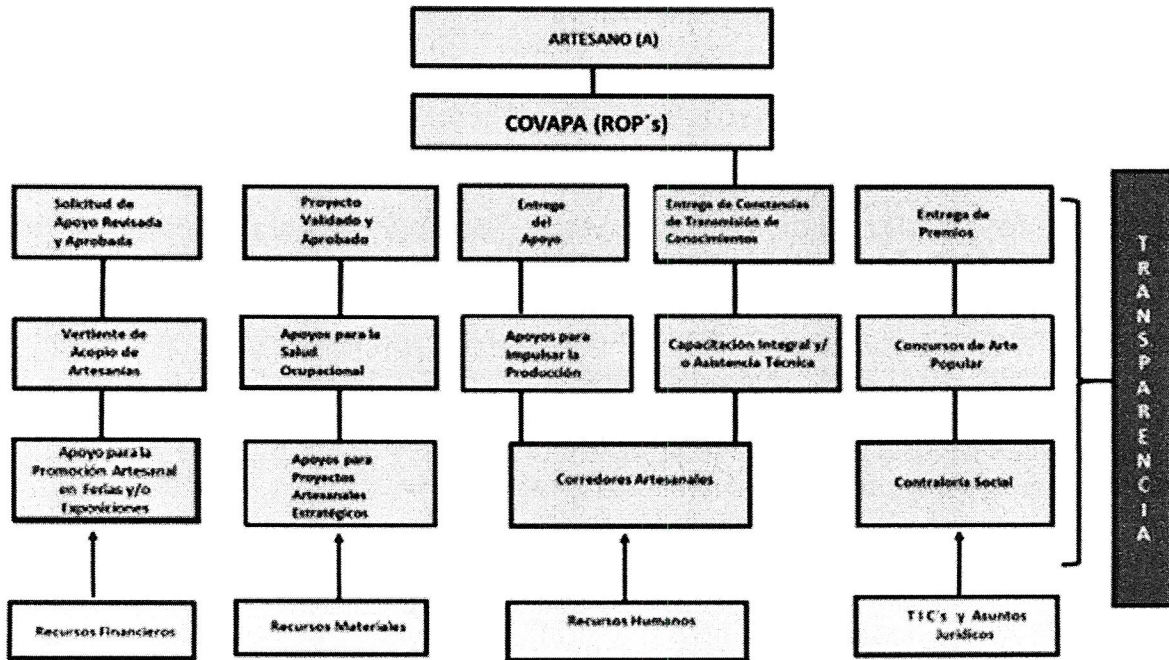 ARTESANO (A)
COVAPA (ROP´s)
Solicitud de
Apoyo Revisada
y Aprobada
Proyecto
Validado y
Aprobado
Entrega
del
Apoyo
Entrega de Constancias
de Transmisión de
Conocimientos
Entrega de
Premios
Vertiente de
Acopio de
Artesanías
Apoyos para la
Salud
Ocupacional
Apoyos para
Impulsar la
Producción
Capacitación Integral y/
o Asistencia Técnica
Concursos de Arte
Popular
Apoyo para la
Promoción Artesanal
en Ferias y/o
Exposiciones
Apoyos para
Proyectos
Artesanales
Estratégicos
Corredores Artesanales
Contraloría Social
Recursos Financieros
Recursos Materiales
Recursos Humanos
TIC´s y Asuntos
Jurídicos
TRANSPARENCIA